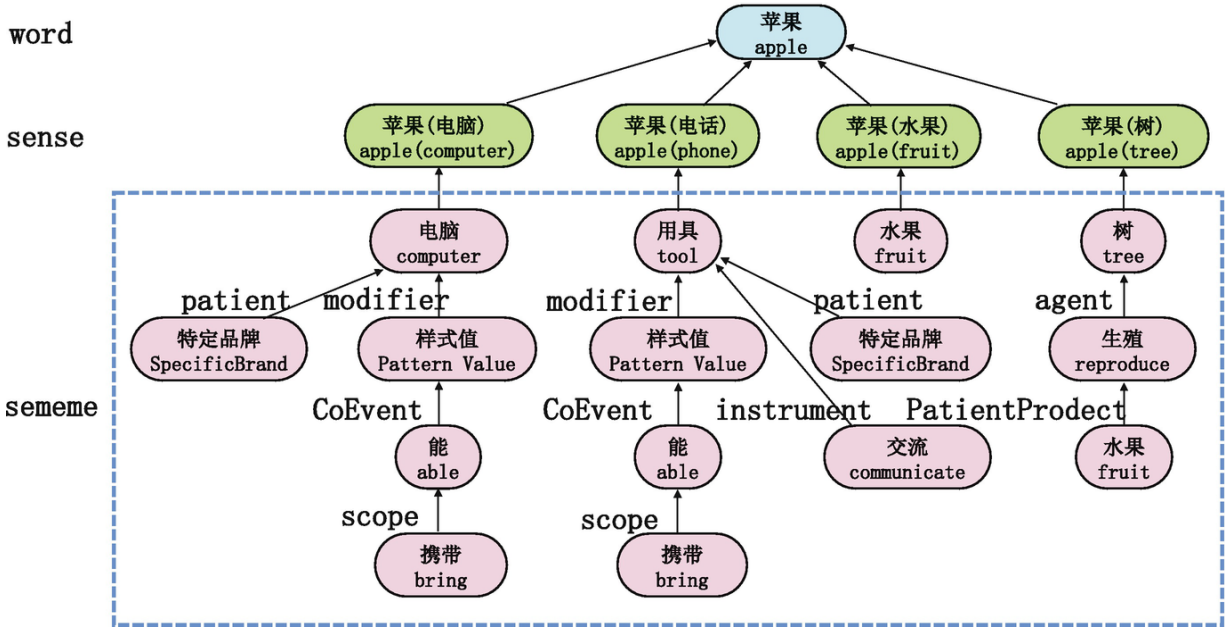 word
苹果
apple
sense
苹果(电脑)
apple(computer)
苹果(电话)
apple(phone)
苹果(水果)
apple(fruit)
苹果(树)
apple(tree)
电脑
computer
用具
tool
水果
fruit
树
tree
patient
modifier
modifier
patient
agent
特定品牌
SpecificBrand
样式值
Pattern Value
样式值
Pattern Value
特定品牌
SpecificBrand
生殖
reproduce
sememe
CoEvent
CoEvent
instrument
PatientProdect
能
able
能
able
交流
communicate
水果
fruit
scope
scope
携带
bring
携带
bring